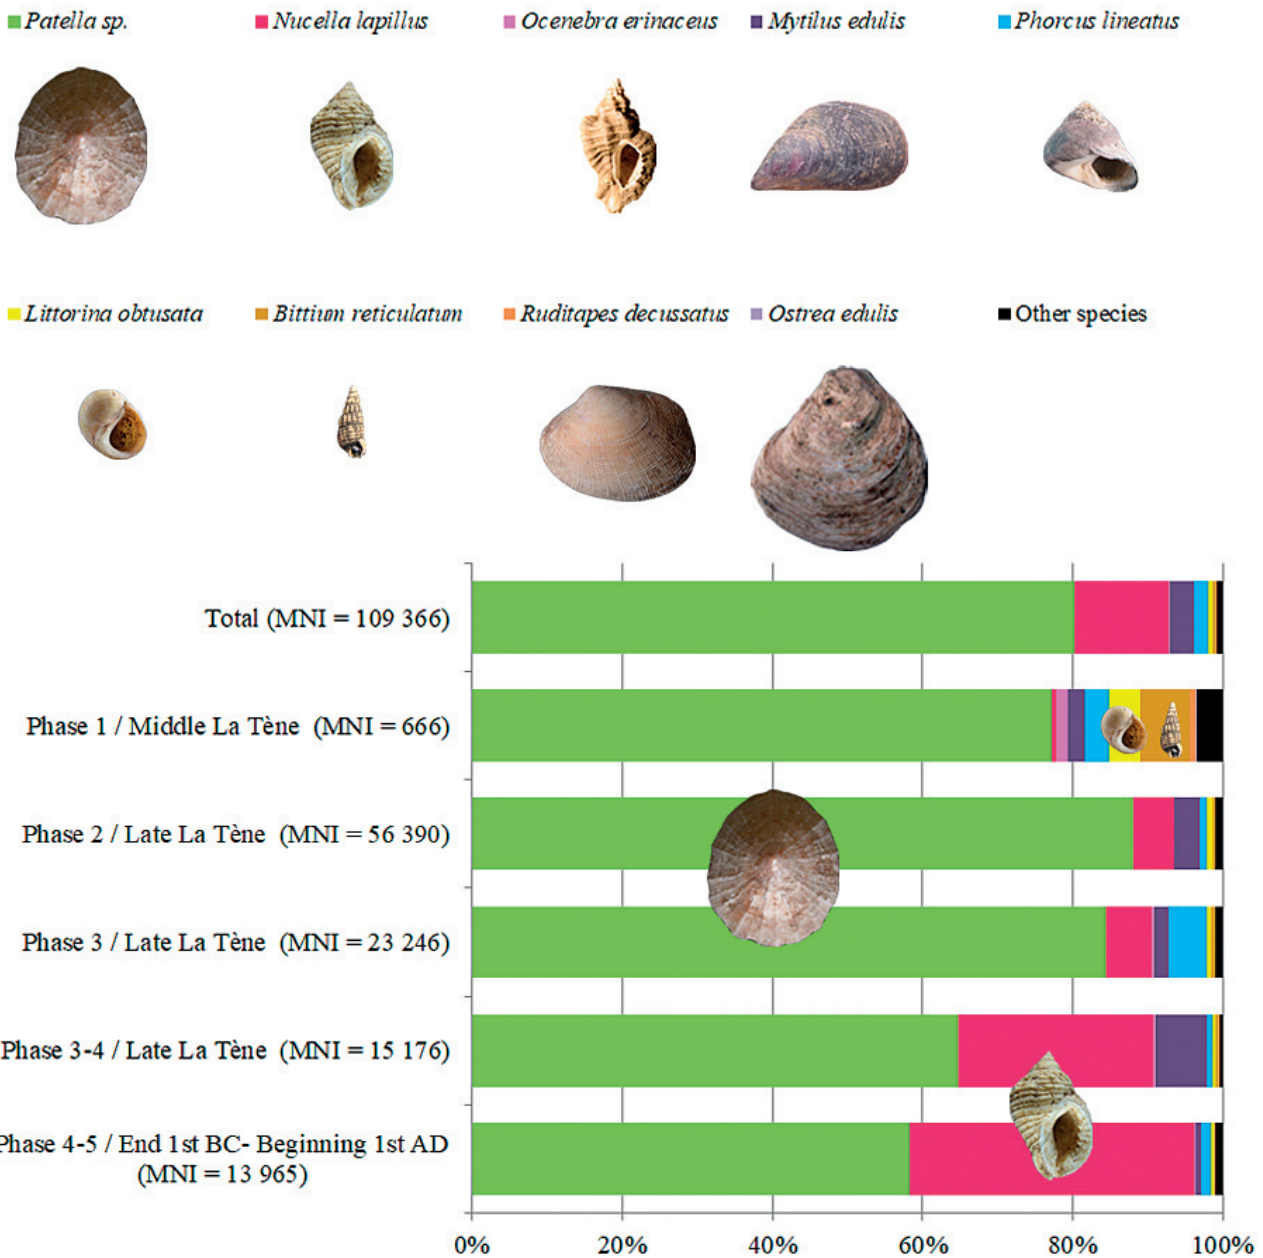 Patella sp. Nucella lapillus Ocenebra erinaceus Mytilus edulis Phorcus lineatus
Littorina obtusata Bittium reticulatum Ruditapes decussatus Ostrea edulis Other species
Total (MNI = 109 366)
Phase 1 / Middle La Tène (MNI = 666)
Phase 2 / Late La Tène (MNI = 56 390)
Phase 3 / Late La Tène (MNI = 23 246)
Phase 3-4 / Late La Tène (MNI = 15 176)
Phase 4-5 / End 1st BC- Beginning 1st AD
(MNI = 13 965)
0% 20% 40% 60% 80% 100%